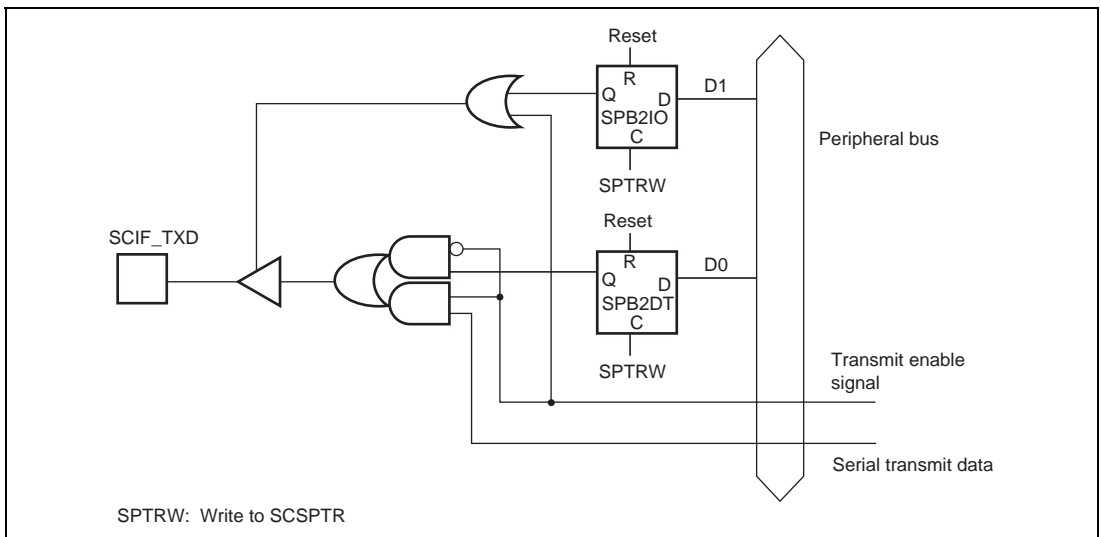 Reset
R
D1
Q
D
SPB2IO
C
Peripheral bus
SPTRW
Reset
SCIF_TXD
R
D0
Q
D
SPB2DT
C
SPTRW
Transmit enable
signal
Serial transmit data
SPTRW: Write to SCSPTR